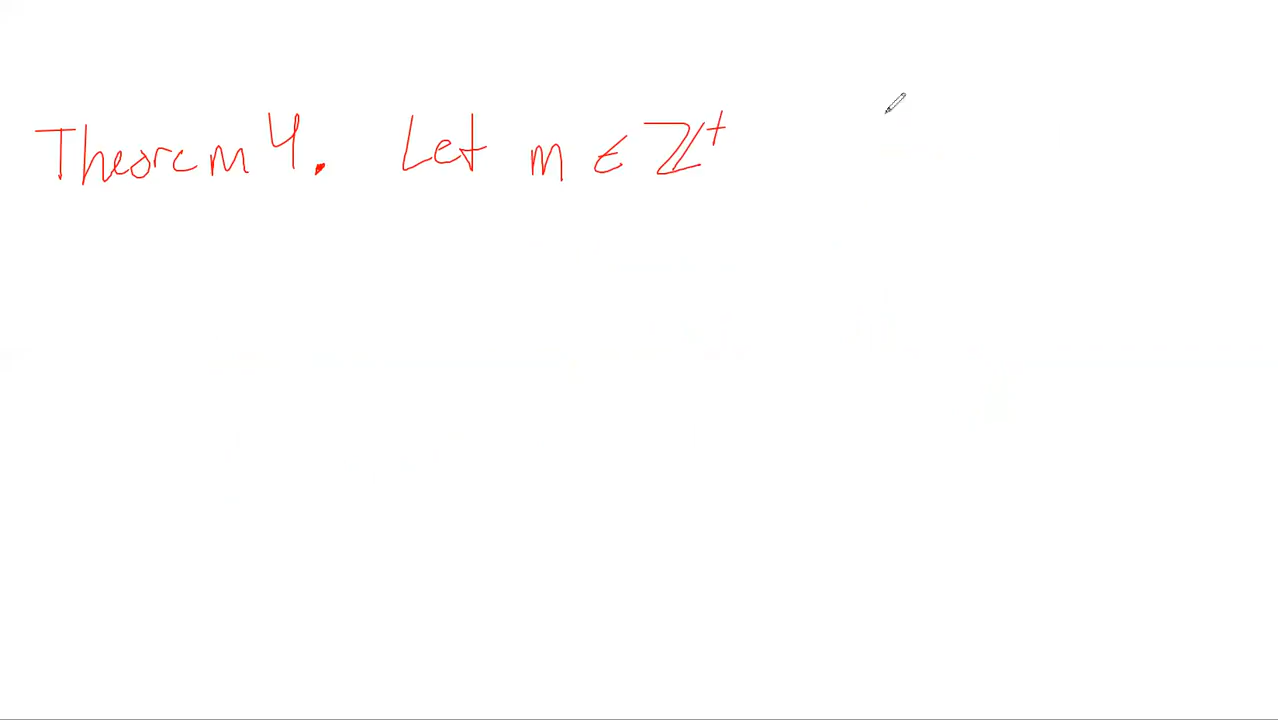 Theorem 4. Let m ∈ ℤ⁺